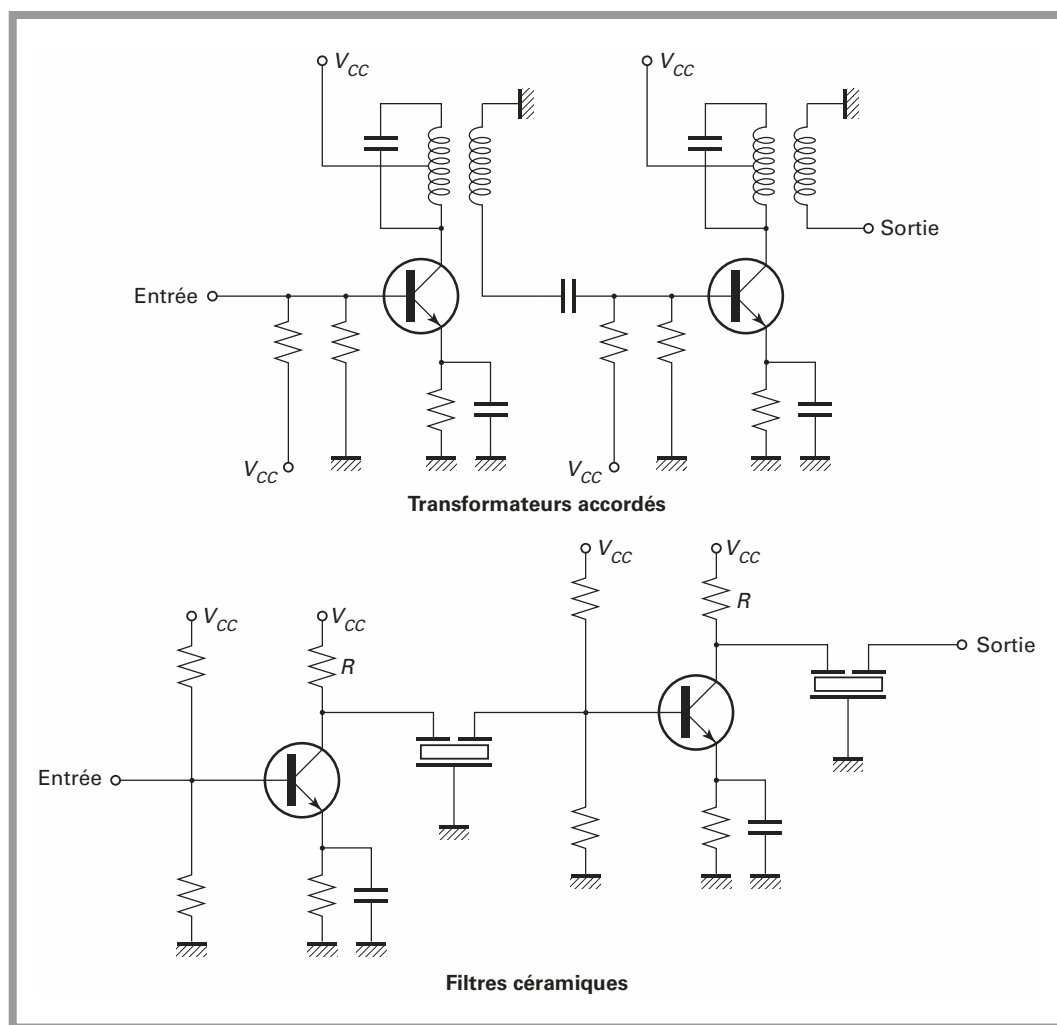 V_CC
V_CC
Sortie
Entrée
V_CC
V_CC
Transformateurs accordés
V_CC
V_CC
V_CC
V_CC
R
Sortie
R
Entrée
Filtres céramiques